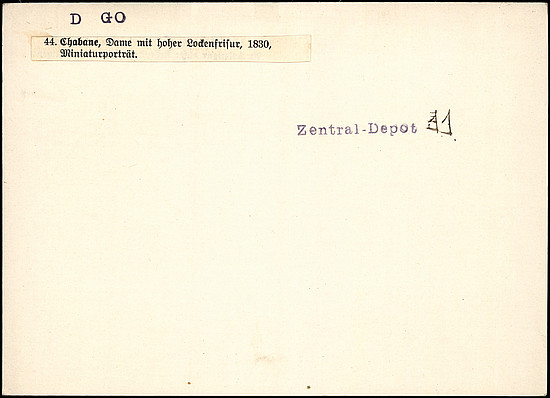 D GO
44. Chabane, Dame mit hoher Lockenfrisur, 1830,
Miniaturporträt.
Zentral-Depot